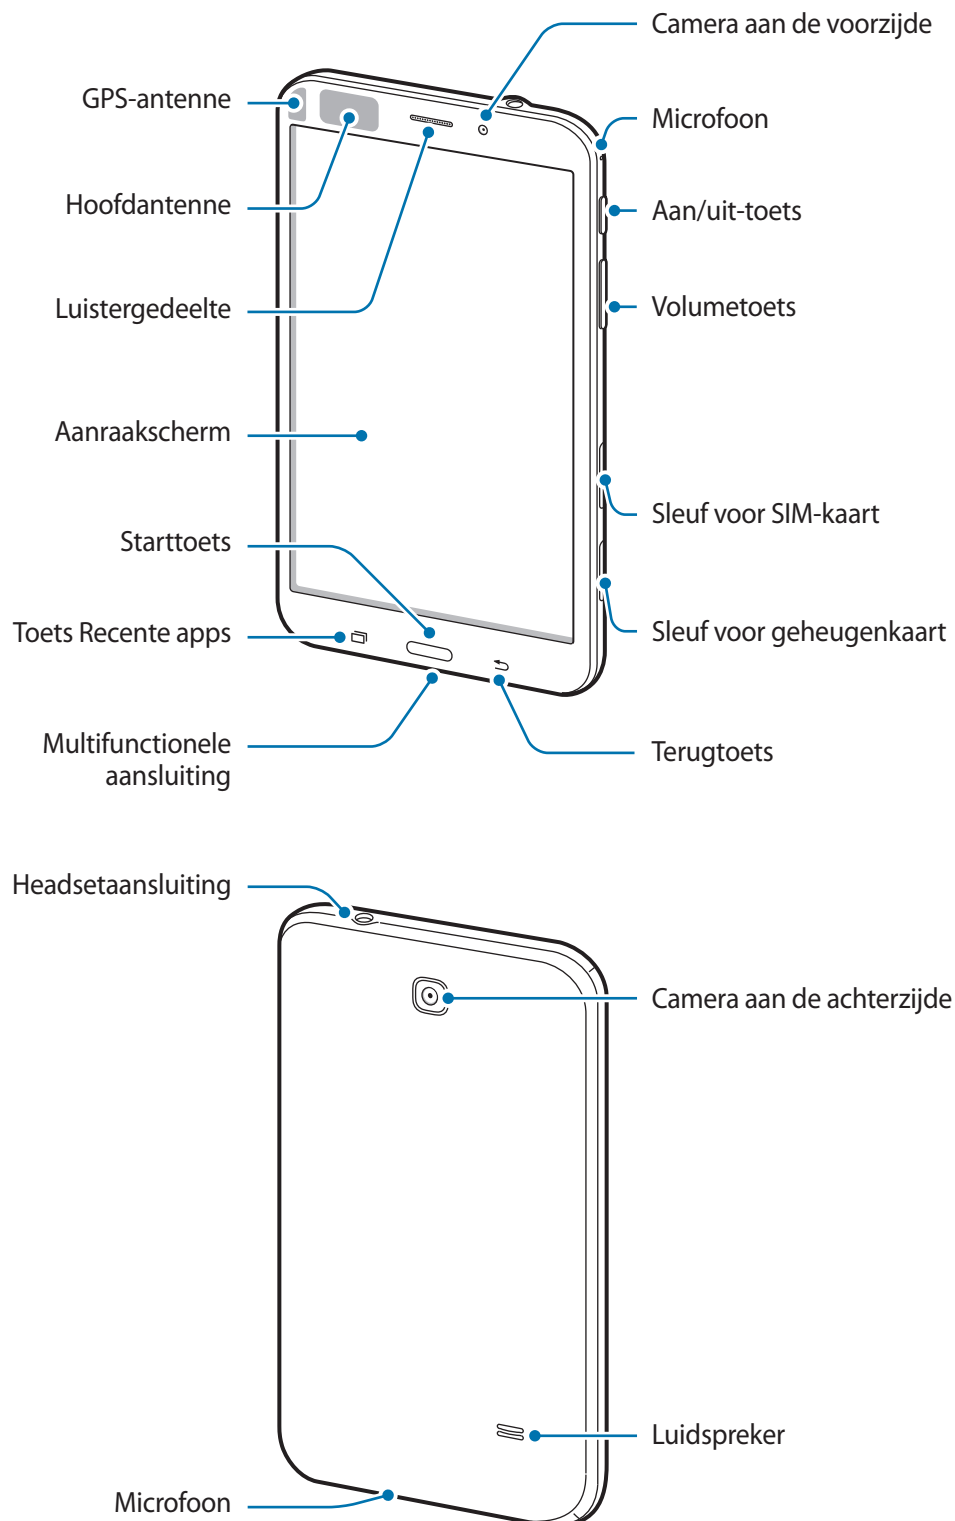 Camera aan de voorzijde
GPS-antenne
Microfoon
Hoofdantenne
Aan/uit-toets
Luistergedeelte
Volumetoets
Aanraakscherm
Sleuf voor SIM-kaart
Starttoets
Toets Recente apps
Sleuf voor geheugenkaart
Multifunctionele
aansluiting
Terugtoets
Headsetaansluiting
Camera aan de achterzijde
Luidspreker
Microfoon